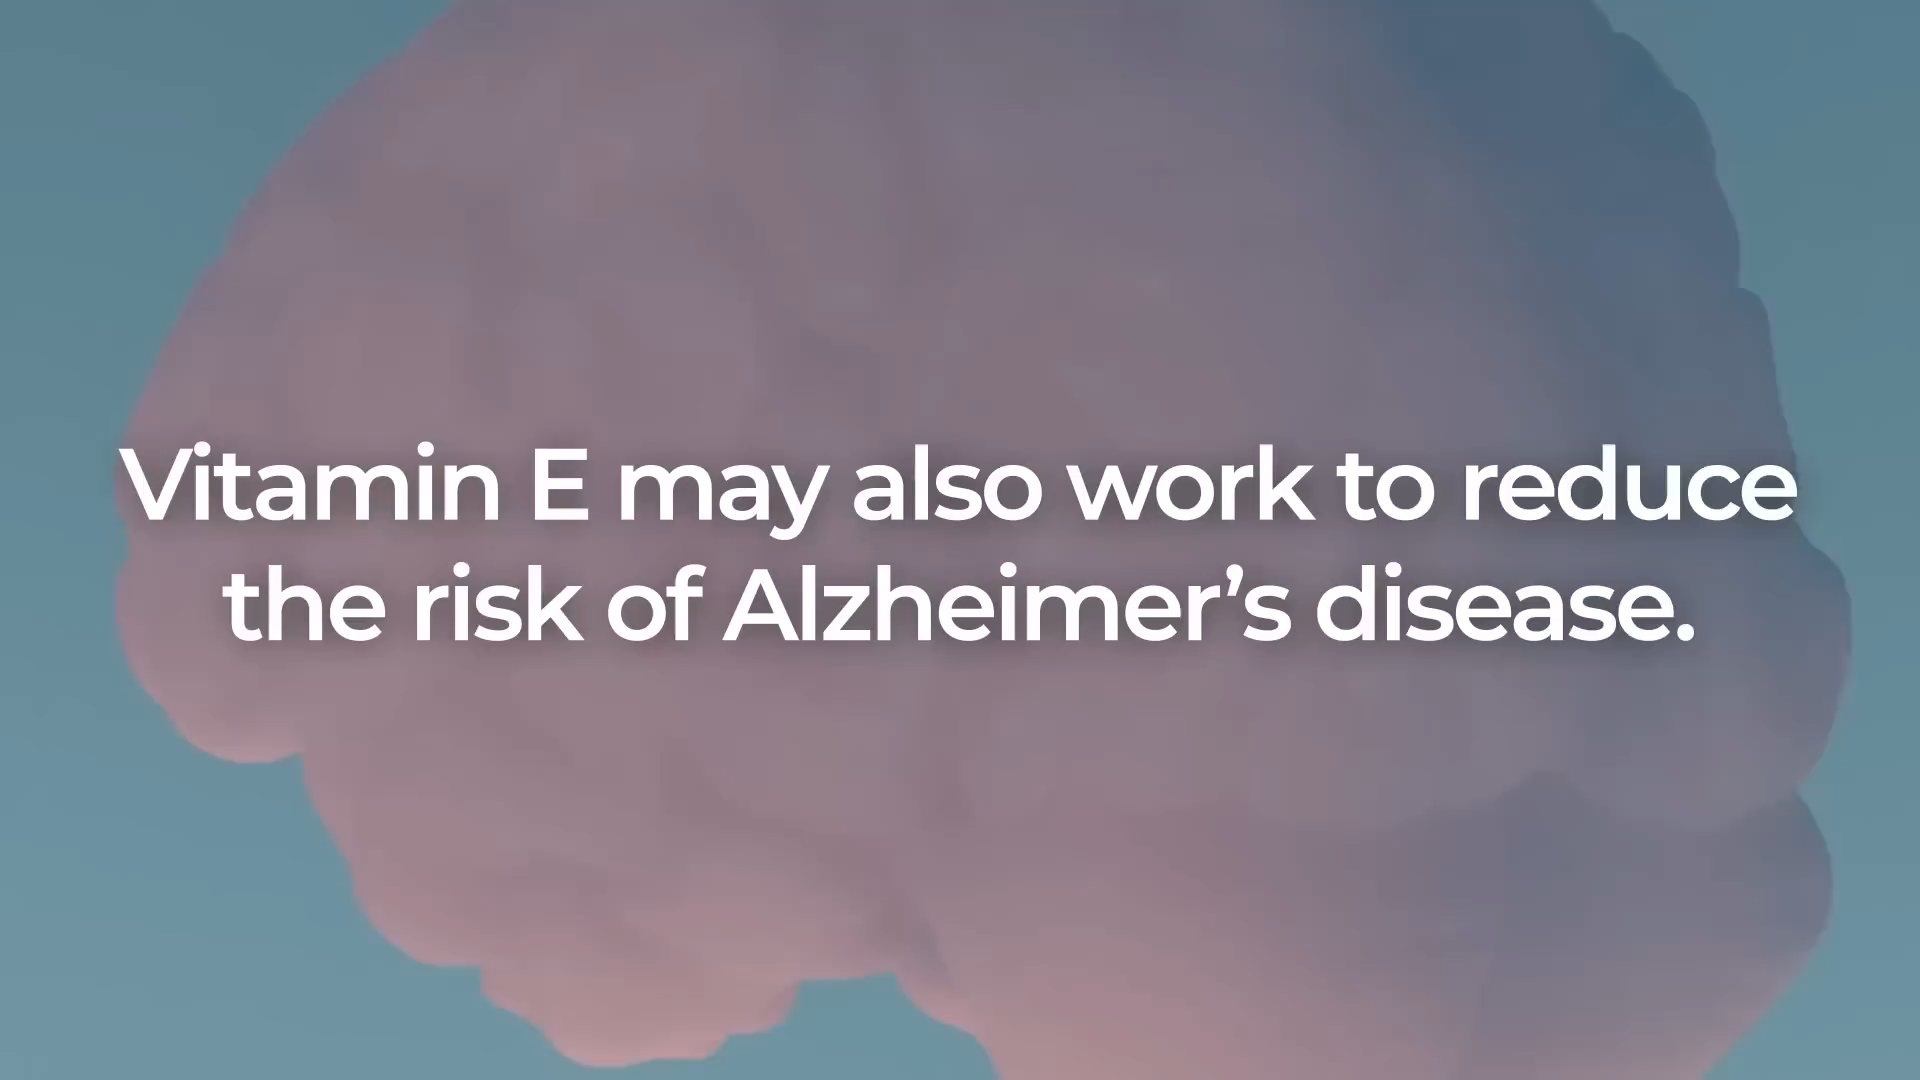 Vitamin E may also work to reduce
the risk of Alzheimer’s disease.